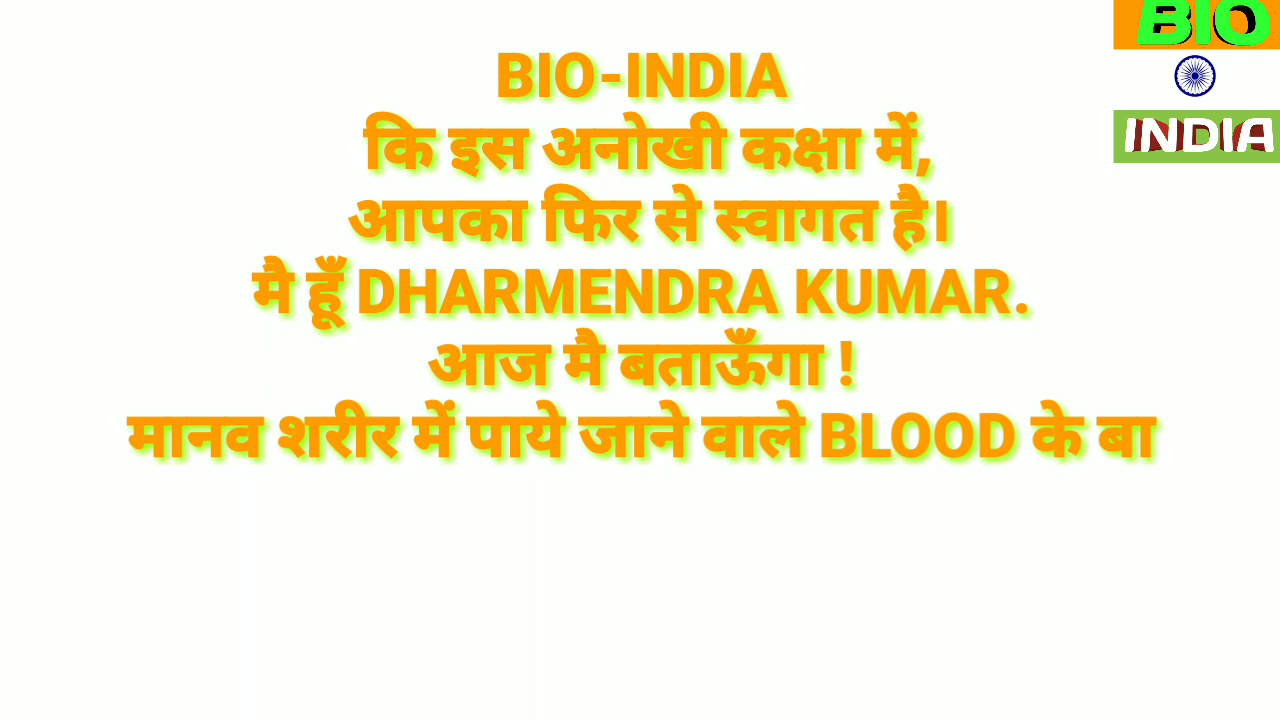 BIO-INDIA
कि इस अनोखी कक्षा में,
आपका फिर से स्वागत है।
मै हूँ DHARMENDRA KUMAR.
आज मै बताऊँगा !
मानव शरीर में पाये जाने वाले BLOOD के बा
BIO
INDIA